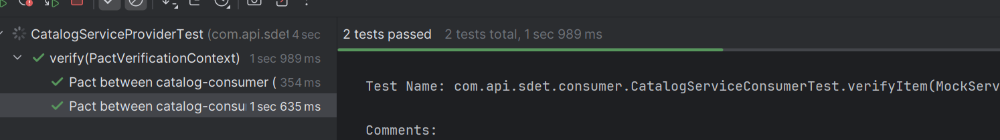 CatalogServiceProviderTest (com.api.sdet 4 sec
2 tests passed 2 tests total, 1 sec 989 ms
verify(PactVerificationContext) 1 sec 989 ms
Pact between catalog-consumer ( 354 ms
Test Name: com.api.sdet.consumer.CatalogServiceConsumerTest.verifyItem(MockServ
Pact between catalog-consu 1 sec 635 ms
Comments: